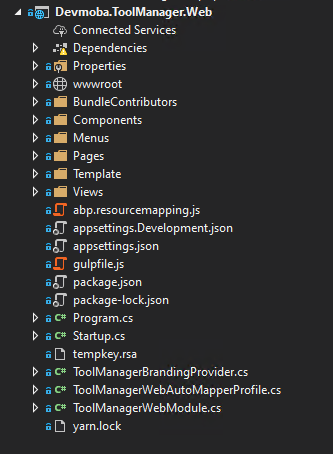 Devmoba.ToolManager.Web
Connected Services
Dependencies
Properties
wwwroot
BundleContributors
Components
Menus
Pages
Template
Views
abp.resourcemapping.js
appsettings.Development.json
appsettings.json
gulpfile.js
package.json
package-lock.json
C# Program.cs
C# Startup.cs
tempkey.rsa
C# ToolManagerBrandingProvider.cs
C# ToolManagerWebAutoMapperProfile.cs
C# ToolManagerWebModule.cs
yarn.lock